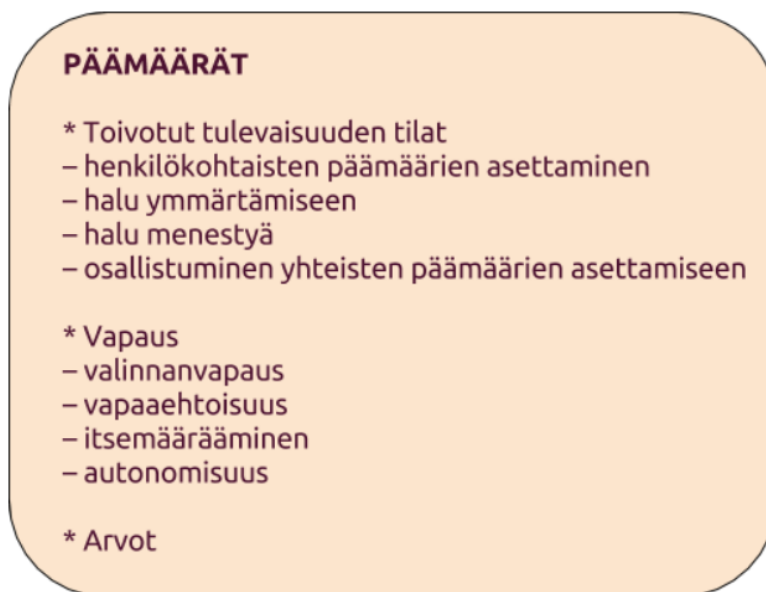 PÄÄMÄÄRÄT
* Toivotut tulevaisuuden tilat
– henkilökohtaisten päämäärien asettaminen
– halu ymmärtämiseen
– halu menestyä
– osallistuminen yhteisten päämäärien asettamiseen
* Vapaus
– valinnanvapaus
– vapaaehtoisuus
– itsemäärääminen
– autonomisuus
* Arvot